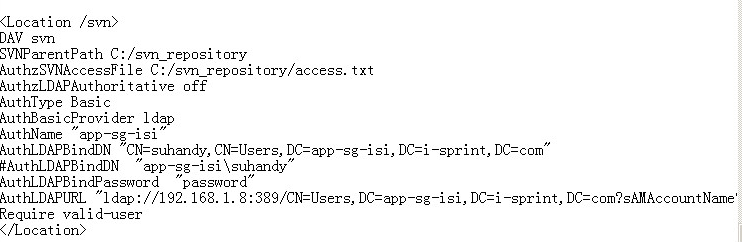 <Location /svn>
DAV svn
SVNParentPath C:/svn_repository
AuthzSVNAccessFile C:/svn_repository/access.txt
AuthzLDAPAuthoritative off
AuthType Basic
AuthBasicProvider ldap
AuthName "app-sg-isi"
AuthLDAPBindDN "CN=suhandy,CN=Users,DC=app-sg-isi,DC=i-sprint,DC=com"
#AuthLDAPBindDN  "app-sg-isi\suhandy"
AuthLDAPBindPassword  "password"
AuthLDAPURL "ldap://192.168.1.8:389/CN=Users,DC=app-sg-isi,DC=i-sprint,DC=com?sAMAccountName
Require valid-user
</Location>